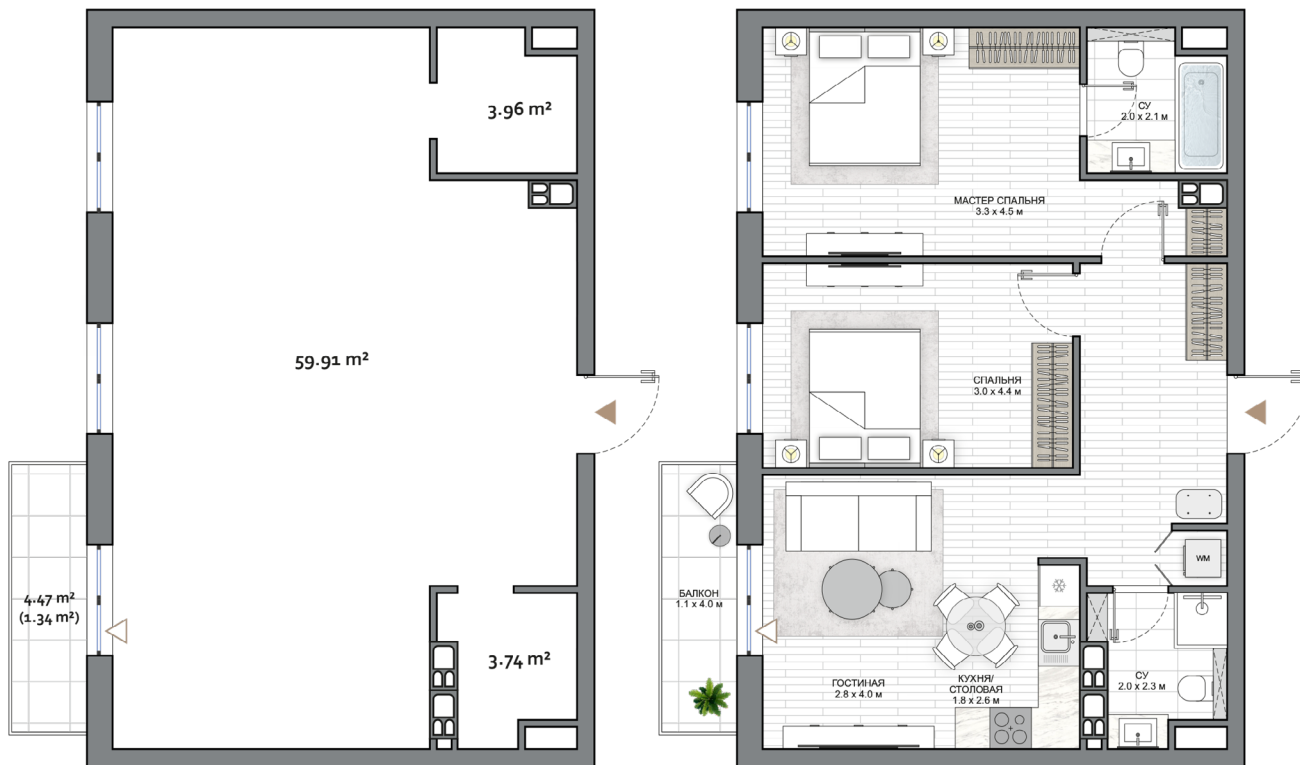 3.96 m²
59.91 m²
4.47 m²
(1.34 m²)
3.74 m²
СУ
2.0 x 2.1 м
МАСТЕР СПАЛЬНЯ
3.3 x 4.5 м
СПАЛЬНЯ
3.0 x 4.4 м
WM
БАЛКОН
1.1 x 4.0 м
ГОСТИНАЯ
2.8 x 4.0 м
КУХНЯ/
СТОЛОВАЯ
1.8 x 2.6 м
СУ
2.0 x 2.3 м